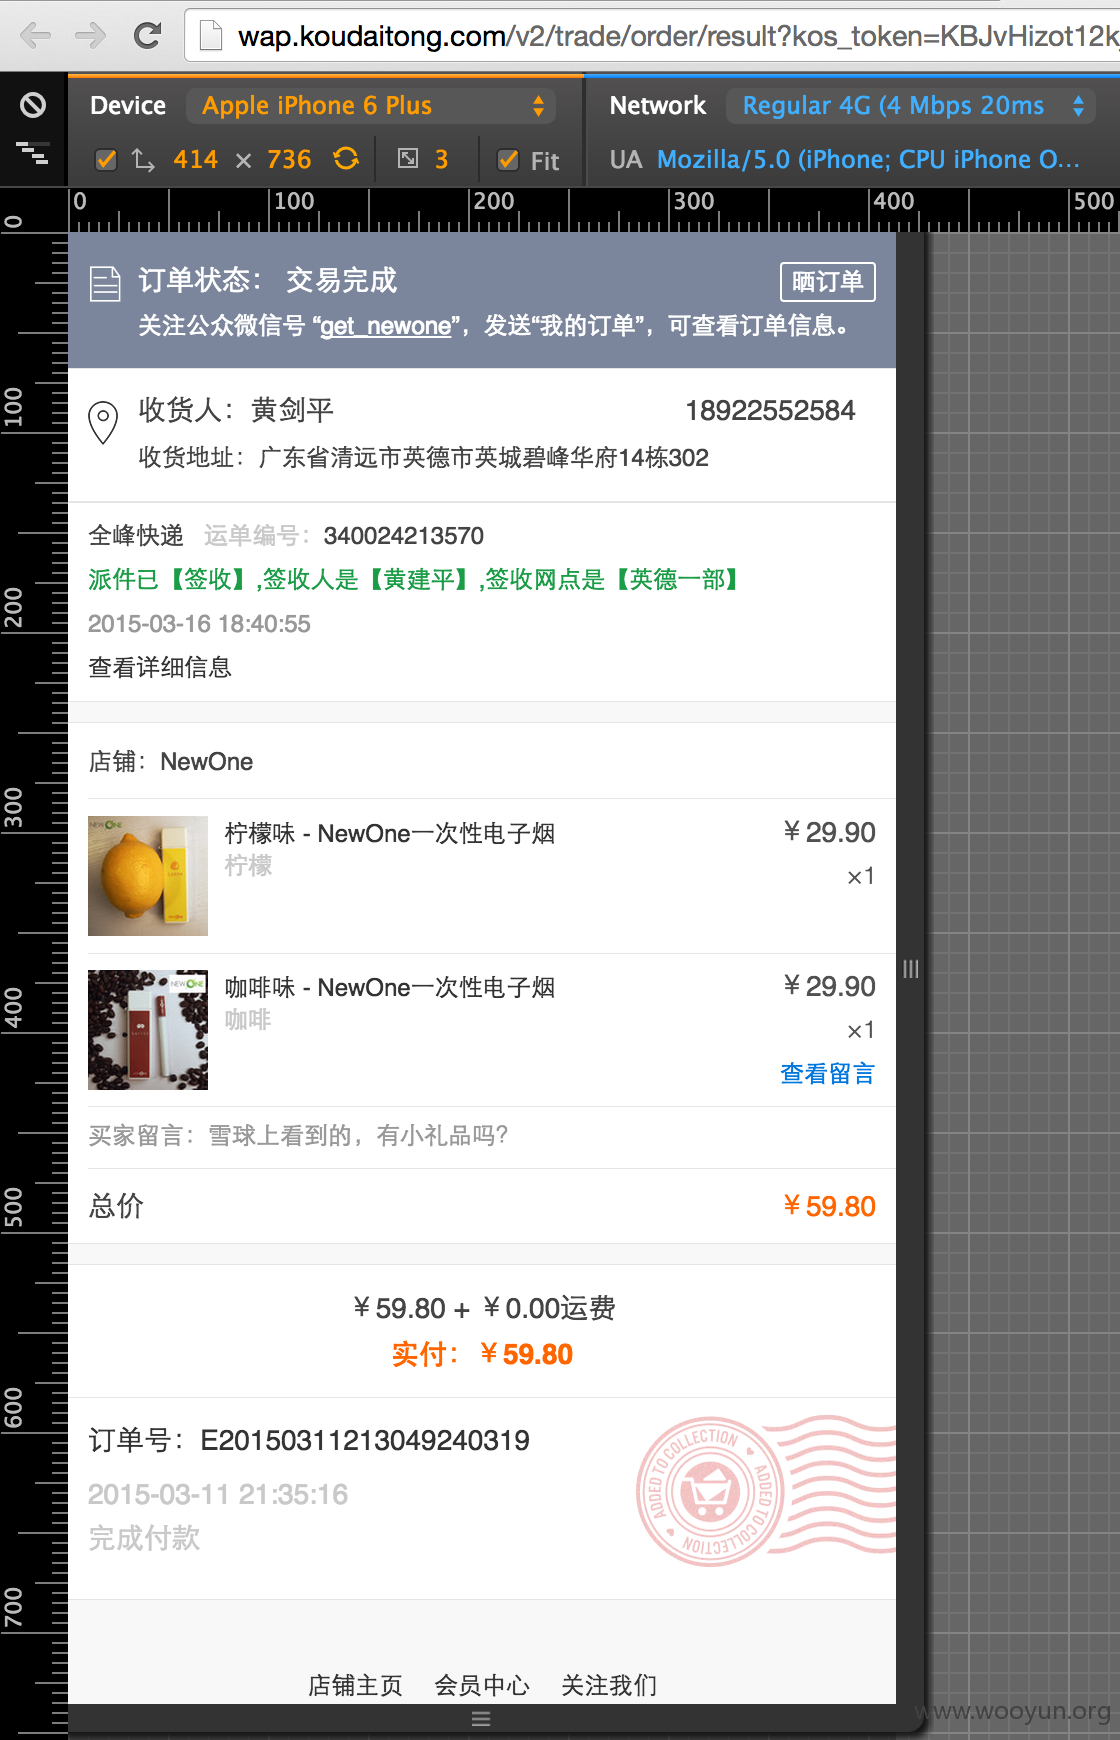 wap.koudaitong.com/v2/trade/order/result?kos_token=KBJvHizot12k
Device Apple iPhone 6 Plus Network Regular 4G (4 Mbps 20ms
414 × 736 3 Fit UA Mozilla/5.0 (iPhone; CPU iPhone O...
0 100 200 300 400 500
0
100
200
300
400
500
600
700
订单状态： 交易完成 晒订单
关注公众微信号 “get_newone”，发送“我的订单”，可查看订单信息。
收货人：黄剑平 18922552584
收货地址：广东省清远市英德市英城碧峰华府14栋302
全峰快递 运单编号：340024213570
派件已【签收】,签收人是【黄建平】,签收网点是【英德一部】
2015-03-16 18:40:55
查看详细信息
店铺：NewOne
NEWONE
柠檬味 - NewOne一次性电子烟 ￥29.90
柠檬
×1
NEWONE
咖啡味 - NewOne一次性电子烟 ￥29.90
咖啡
×1
查看留言
买家留言：雪球上看到的，有小礼品吗？
总价 ￥59.80
￥59.80 + ￥0.00运费
实付：￥59.80
订单号：E20150311213049240319
2015-03-11 21:35:16
完成付款
ADDED TO COLLECTION
ADDED TO COLLECTION
店铺主页 会员中心 关注我们
www.wooyun.org